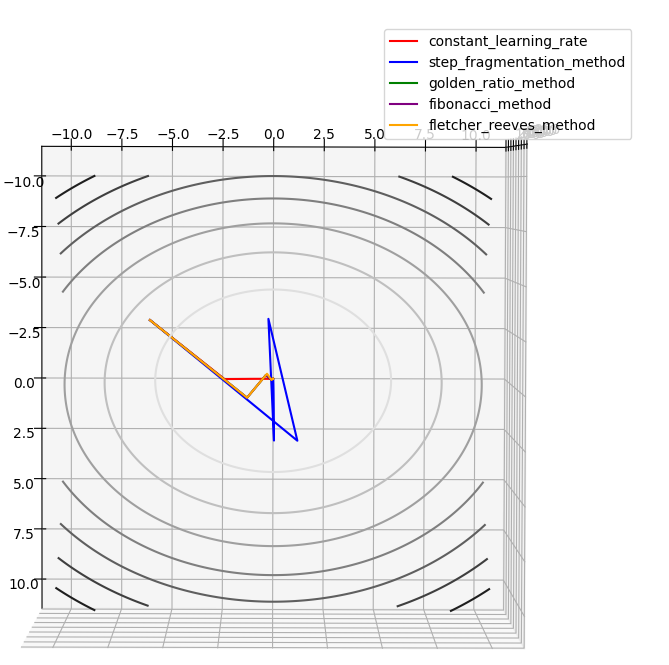 constant_learning_rate
step_fragmentation_method
golden_ratio_method
fibonacci_method
fletcher_reeves_method
−10.0 −7.5 −5.0 −2.5 0.0 2.5 5.0 7.5 10.0
−10.0
−7.5
−5.0
−2.5
0.0
2.5
5.0
7.5
10.0